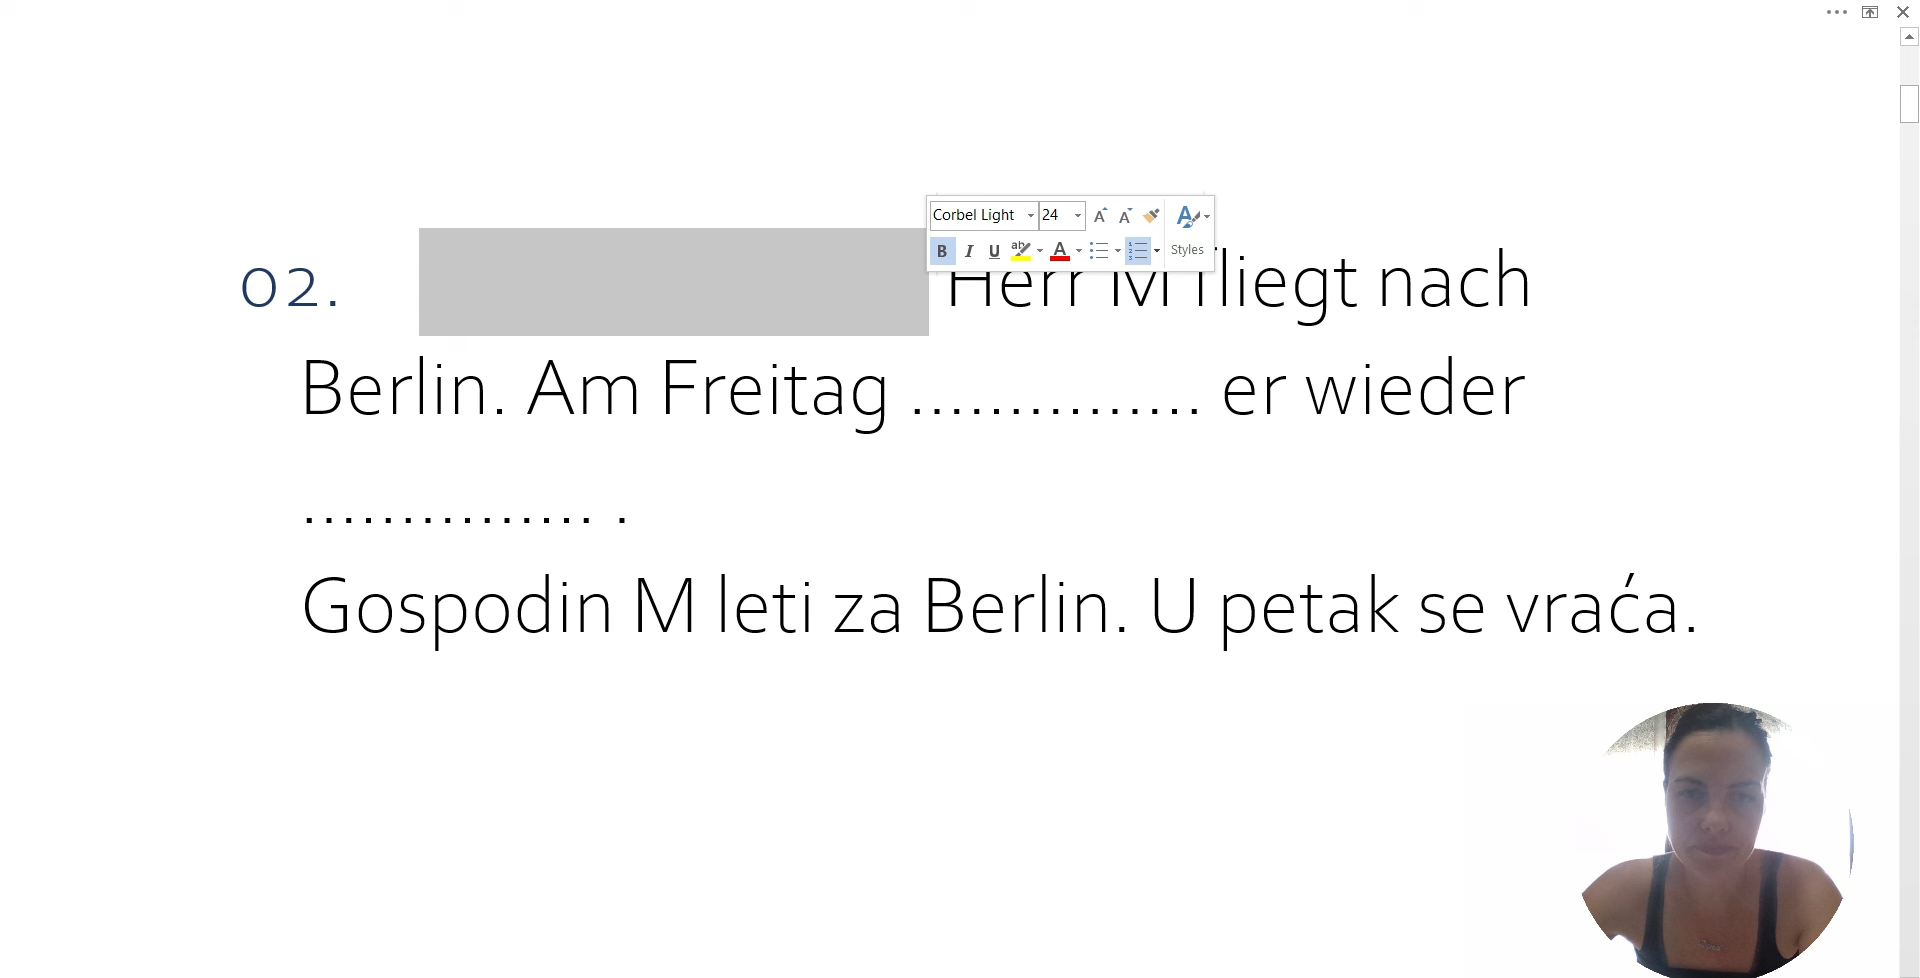 Corbel Light 24
B I U Styles
02. Herr M fliegt nach
Berlin. Am Freitag ............... er wieder
............... .
Gospodin M leti za Berlin. U petak se vraća.